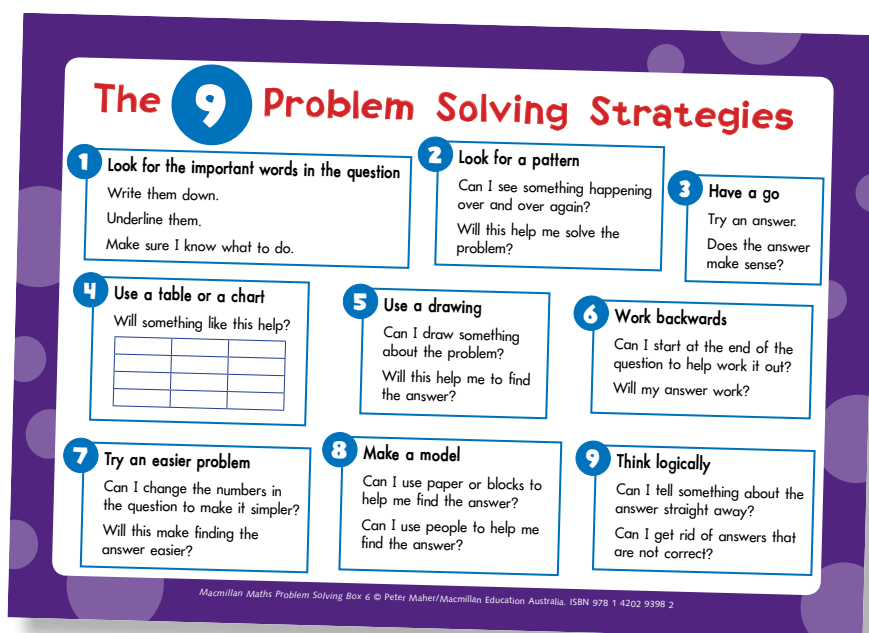 The 9 Problem Solving Strategies
1 Look for the important words in the question
Write them down.
Underline them.
Make sure I know what to do.
2 Look for a pattern
Can I see something happening
over and over again?
Will this help me solve the
problem?
3 Have a go
Try an answer.
Does the answer
make sense?
4 Use a table or a chart
Will something like this help?
5 Use a drawing
Can I draw something
about the problem?
Will this help me to find
the answer?
6 Work backwards
Can I start at the end of the
question to help work it out?
Will my answer work?
7 Try an easier problem
Can I change the numbers in
the question to make it simpler?
Will this make finding the
answer easier?
8 Make a model
Can I use paper or blocks to
help me find the answer?
Can I use people to help me
find the answer?
9 Think logically
Can I tell something about the
answer straight away?
Can I get rid of answers that
are not correct?
Macmillan Maths Problem Solving Box 6 © Peter Maher/Macmillan Education Australia. ISBN 978 1 4202 9398 2